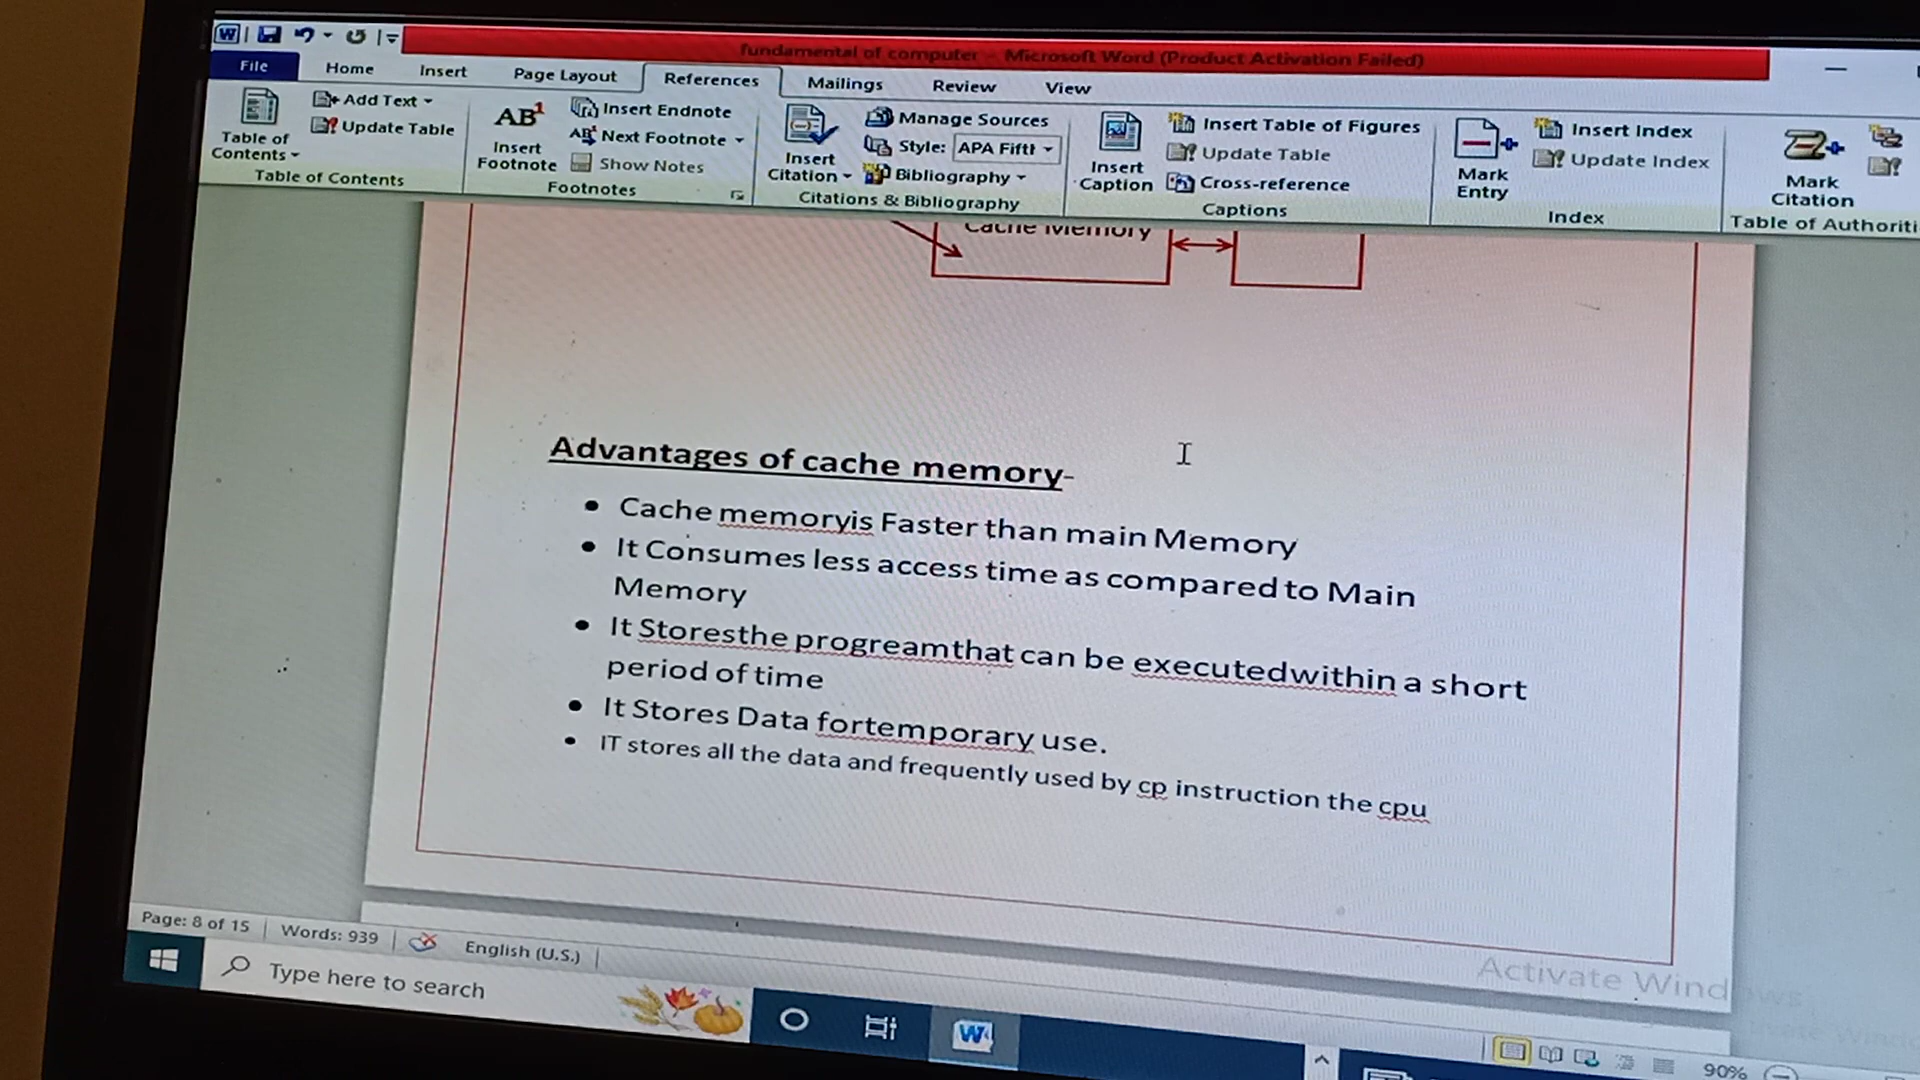 fundamental of computer - Microsoft Word (Product Activation Failed)
File Home Insert Page Layout References Mailings Review View
Table of Contents
Add Text
Update Table
Table of Contents
AB1 Insert Footnote
Insert Endnote
Next Footnote
Show Notes
Footnotes
Insert Citation
Manage Sources
Style: APA Fift
Bibliography
Citations & Bibliography
Insert Caption
Insert Table of Figures
Update Table
Cross-reference
Captions
Mark Entry
Insert Index
Update Index
Index
Mark Citation
Table of Authoriti
Cache Memory
Advantages of cache memory-
• Cache memoryis Faster than main Memory
• It Consumes less access time as compared to Main
Memory
• It Storesthe progreamthat can be executedwithin a short
period of time
• It Stores Data fortemporary use.
• IT stores all the data and frequently used by cp instruction the cpu
Page: 8 of 15 Words: 939 English (U.S.)
Activate Windows
Type here to search
90%